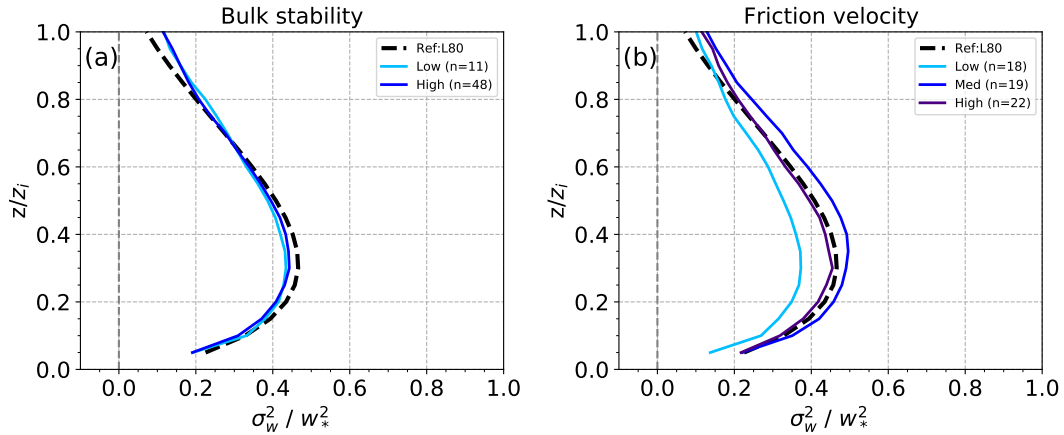 Bulk stability
(a)
Ref:L80
Low (n=11)
High (n=48)
z/z_i
1.0
0.8
0.6
0.4
0.2
0.0
0.0 0.2 0.4 0.6 0.8 1.0
σ_w^2 / w_*^2
Friction velocity
(b)
Ref:L80
Low (n=18)
Med (n=19)
High (n=22)
z/z_i
1.0
0.8
0.6
0.4
0.2
0.0
0.0 0.2 0.4 0.6 0.8 1.0
σ_w^2 / w_*^2